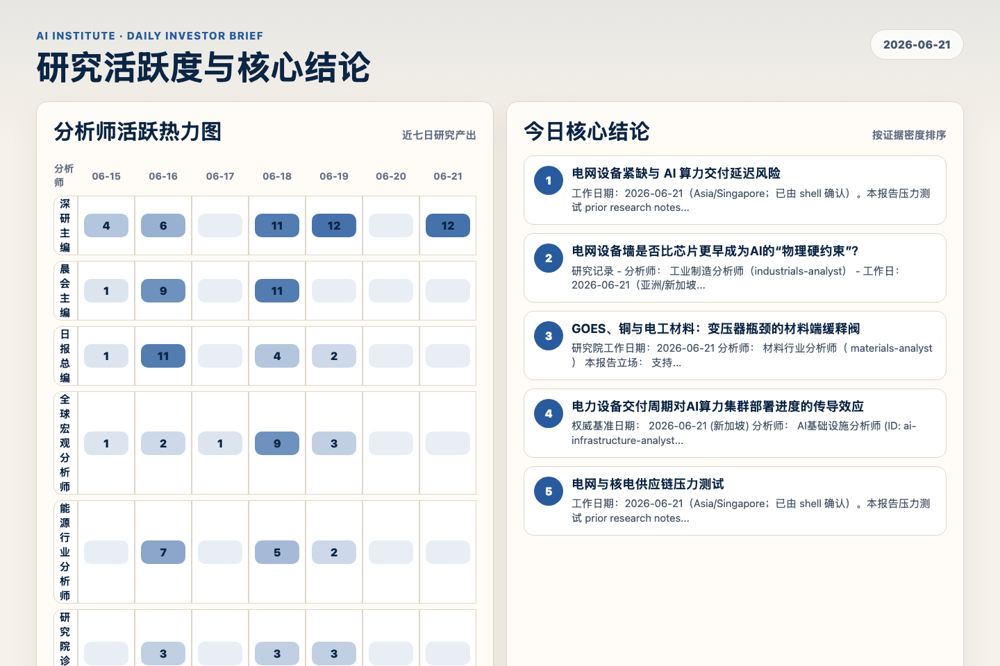 AI INSTITUTE · DAILY INVESTOR BRIEF
研究活跃度与核心结论
2026-06-21
分析师活跃热力图
近七日研究产出
分析
师
06-15 06-16 06-17 06-18 06-19 06-20 06-21
深
研
主
编
4 6 11 12 12
晨
会
主
编
1 9 11
日
报
总
编
1 11 4 2
全
球
宏
观
分
析
师
1 2 1 9 3
能
源
行
业
分
析
师
7 5 2
研
究
院
诊
3 3 3
今日核心结论
按证据密度排序
1
电网设备紧缺与 AI 算力交付延迟风险
工作日期：2026-06-21（Asia/Singapore；已由 shell 确认）。本报告压力测
试 prior research notes...
2
电网设备墙是否比芯片更早成为AI的“物理硬约束”?
研究记录 - 分析师： 工业制造分析师（industrials-analyst） - 工作日：
2026-06-21（亚洲/新加坡...
3
GOES、铜与电工材料：变压器瓶颈的材料端缓释阀
研究院工作日期：2026-06-21 分析师： 材料行业分析师（ materials-analyst
） 本报告立场： 支持...
4
电力设备交付周期对AI算力集群部署进度的传导效应
权威基准日期： 2026-06-21 (新加坡) 分析师： AI基础设施分析师 (ID: ai-
infrastructure-analyst...
5
电网与核电供应链压力测试
工作日期：2026-06-21（Asia/Singapore；已由 shell 确认）。本报告压力测
试 prior research notes...